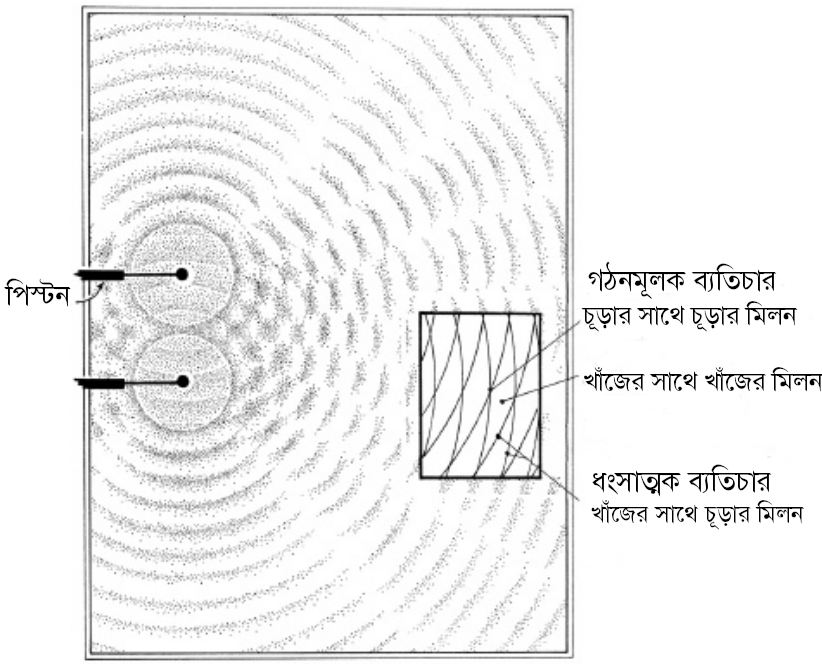 পিস্টন
গঠনমূলক ব্যতিচার
চূড়ার সাথে চূড়ার মিলন
খাঁজের সাথে খাঁজের মিলন
ধংসাত্মক ব্যতিচার
খাঁজের সাথে চূড়ার মিলন